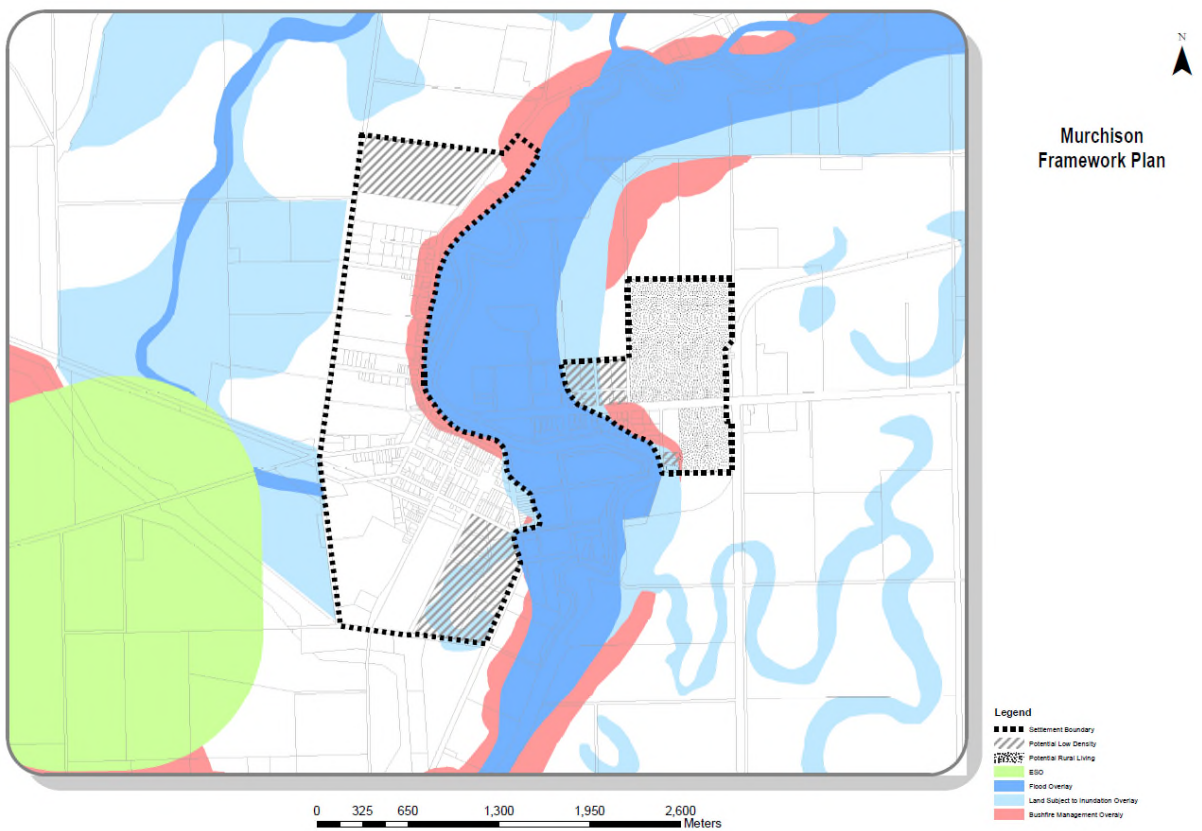 N
Murchison
Framework Plan
Legend
Settlement Boundary
Potential Low Density
Potential Rural Living
ESO
Flood Overlay
Land Subject to Inundation Overlay
Bushfire Management Overaly
0 325 650 1,300 1,950 2,600
Meters